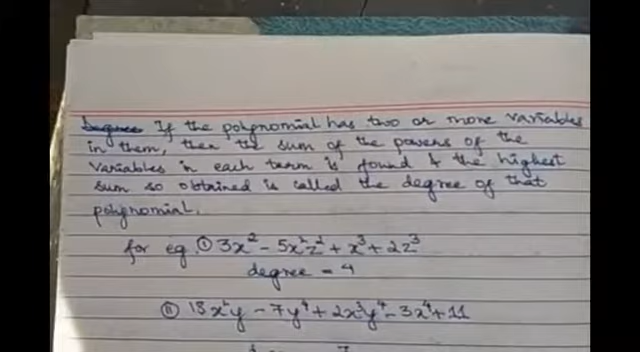 Degree If the polynomial has two or more variables
in them, then the sum of the powers of the
variables in each term is found & the highest
sum so obtained is called the degree of that
polynomial.
for eg. ① 3x² - 5x²z² + x³ + 2z³
degree = 4
② 18x²y - 7y⁴ + 2x³y⁴ - 3x⁴ + 11